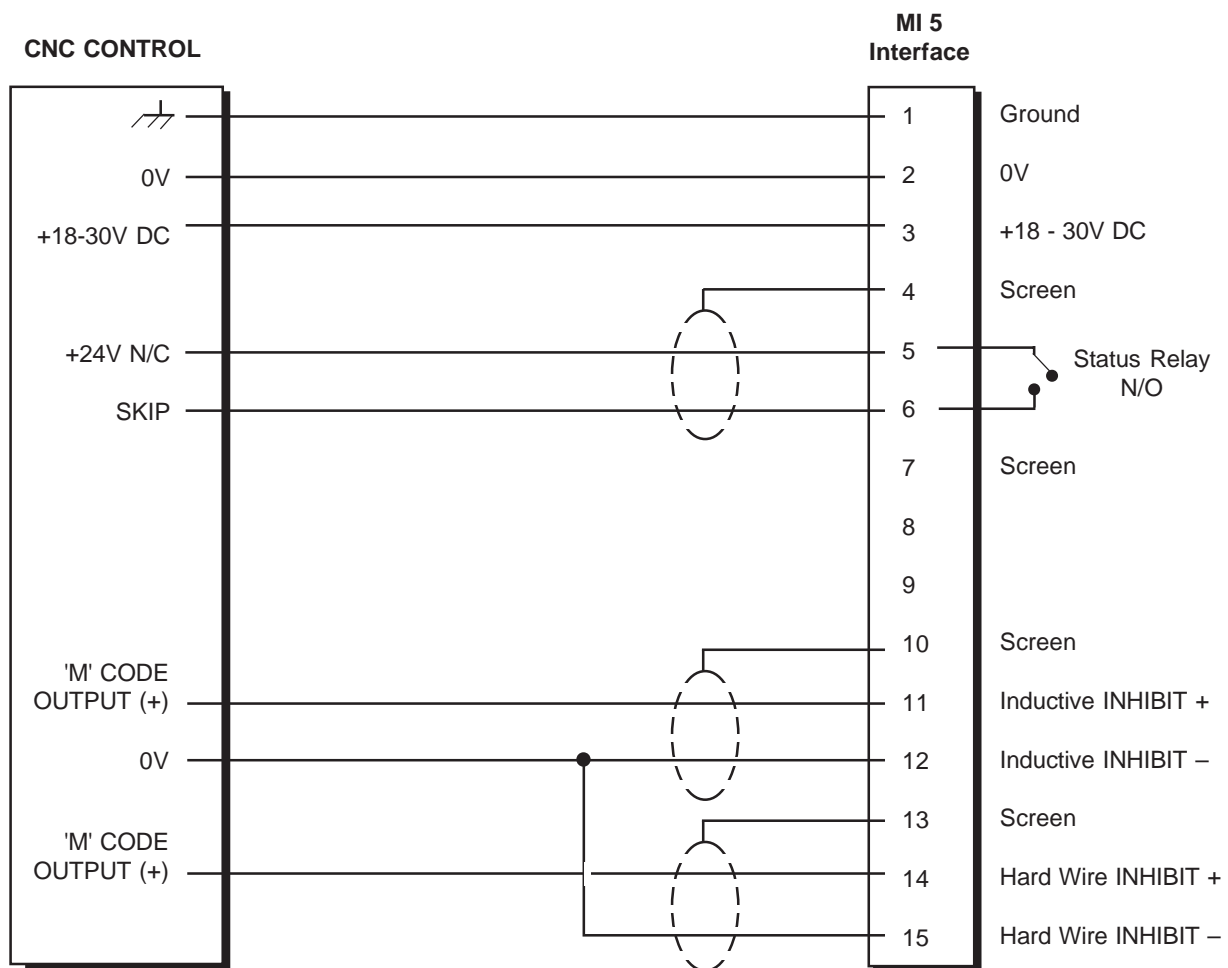 CNC CONTROL
MI 5
Interface
1 Ground
0V 2 0V
+18-30V DC 3 +18 - 30V DC
4 Screen
+24V N/C 5
Status Relay
N/O
SKIP 6
7 Screen
8
9
10 Screen
'M' CODE
OUTPUT (+) 11 Inductive INHIBIT +
0V 12 Inductive INHIBIT –
13 Screen
'M' CODE
OUTPUT (+) 14 Hard Wire INHIBIT +
15 Hard Wire INHIBIT –